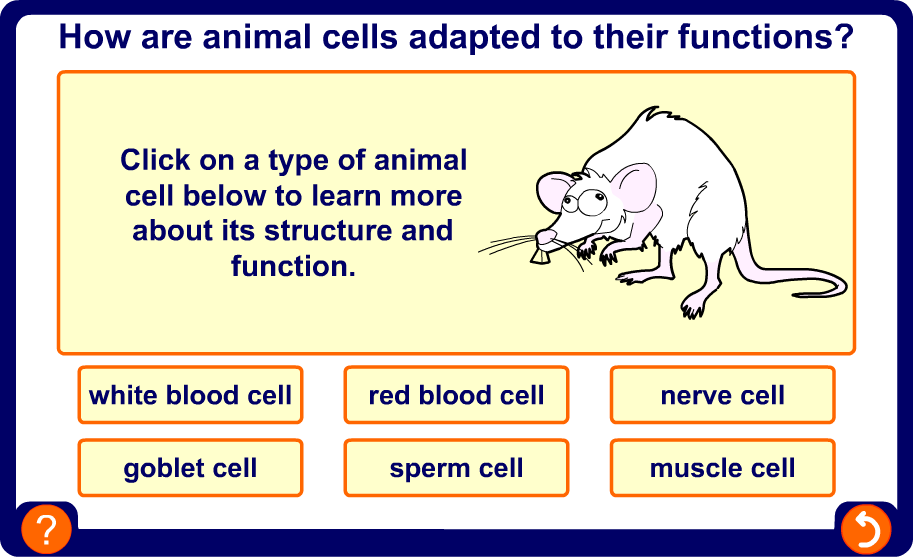 How are animal cells adapted to their functions?
Click on a type of animal
cell below to learn more
about its structure and
function.
white blood cell
red blood cell
nerve cell
goblet cell
sperm cell
muscle cell
?